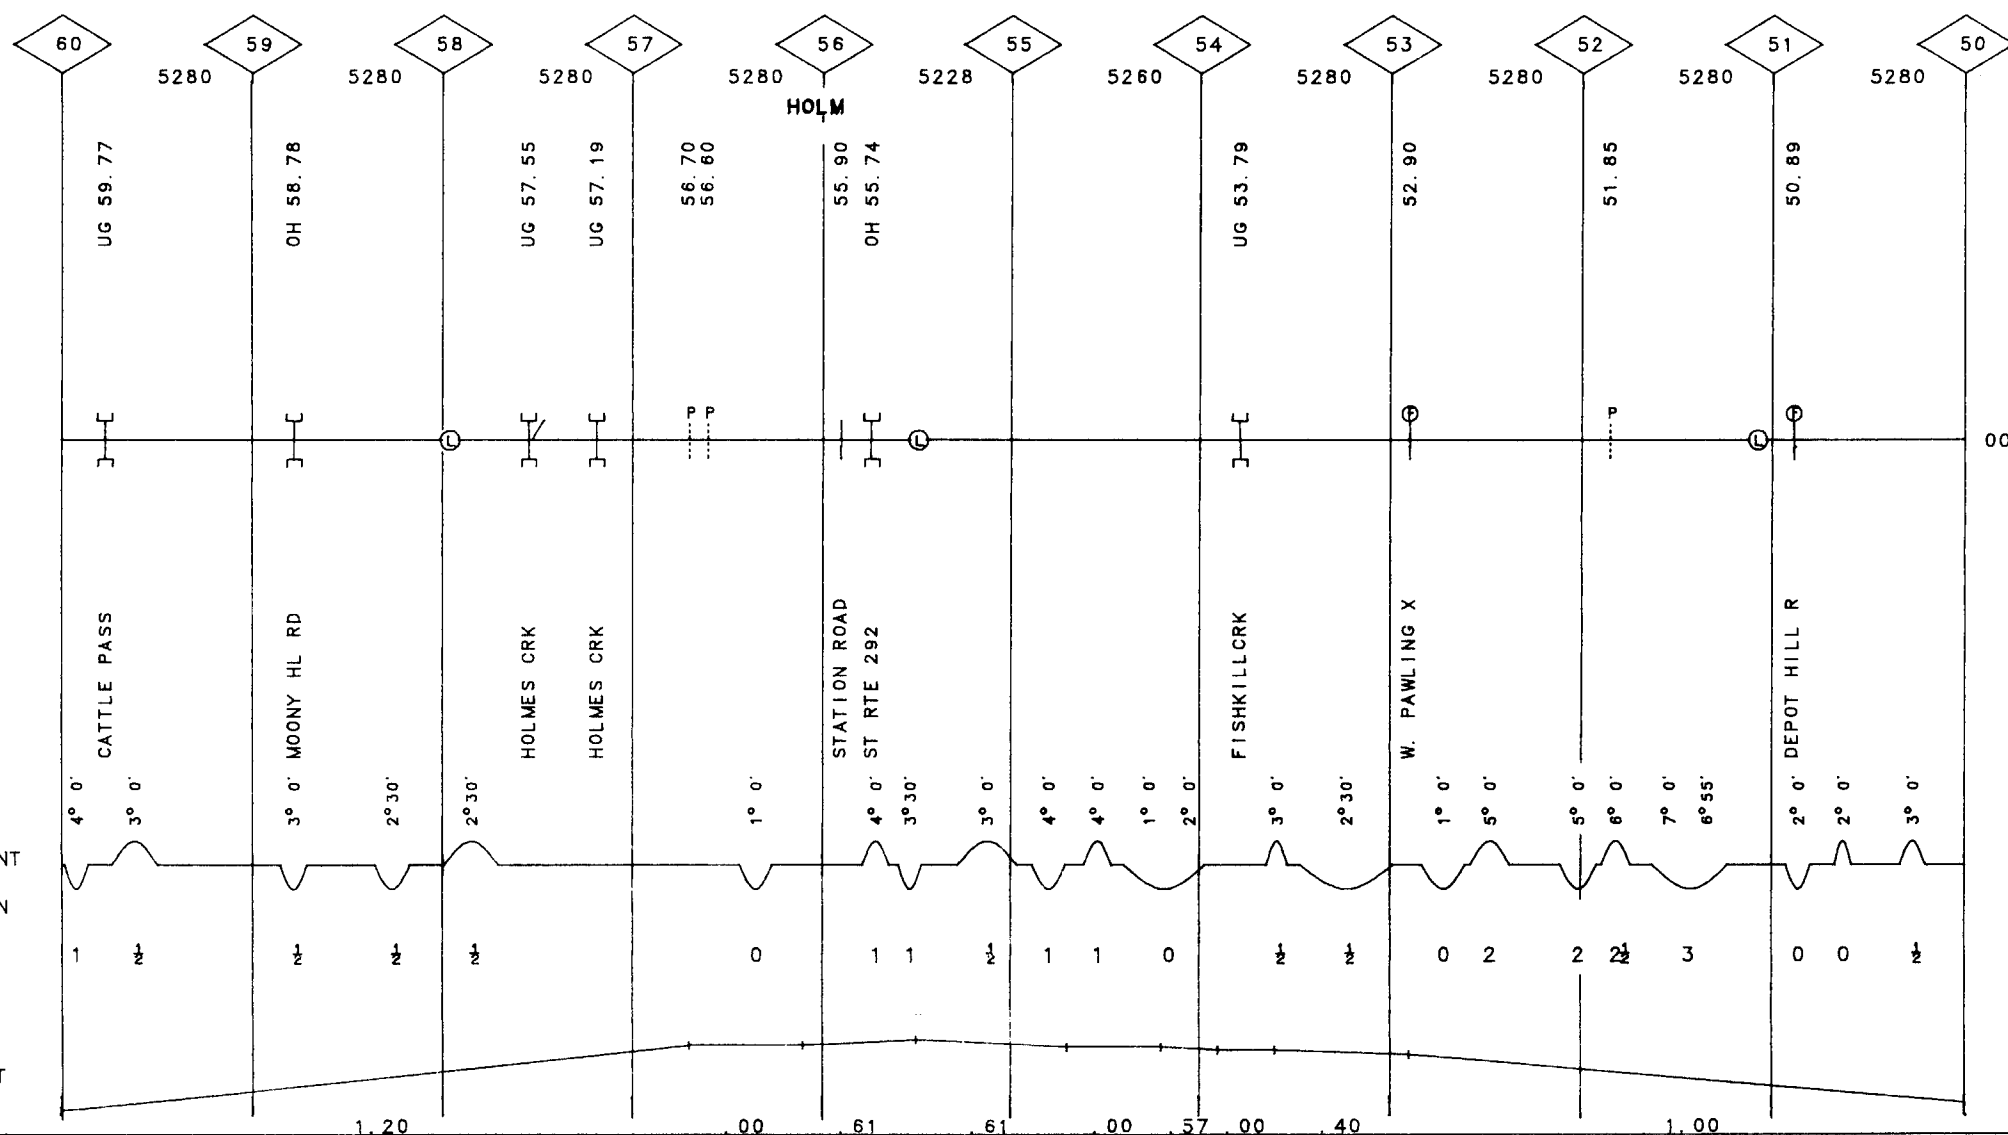 60 59 58 57 56 55 54 53 52 51 50
5280 5280 5280 5280 5228 5260 5280 5280 5280 5280
HOLM
UG 59.77
OH 58.78
UG 57.55
UG 57.19
56.70
56.60
55.90
OH 55.74
UG 53.79
52.90
51.85
50.89
L P P L P P L P
00
CATTLE PASS
MOONY HL RD
HOLMES CRK
HOLMES CRK
STATION ROAD
ST RTE 292
FISHKILLCRK
W. PAWLING X
DEPOT HILL R
4° 0' 3° 0' 3° 0' 2°30' 2°30' 1° 0' 4° 0' 3°30' 3° 0' 4° 0' 4° 0' 1° 0' 2° 0' 3° 0' 2°30' 1° 0' 5° 0' 5° 0' 6° 0' 7° 0' 6°55' 2° 0' 2° 0' 3° 0'
NT
N
1 ½ ½ ½ ½ 0 1 1 ½ 1 1 0 ½ ½ 0 2 2 2½ 3 0 0 ½
T
1.20 .00 .61 .61 .00 .57 .00 .40 1.00